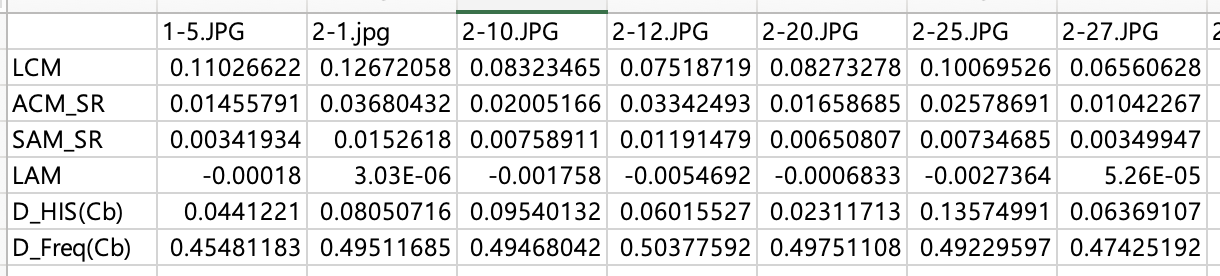 1-5.JPG 2-1.jpg 2-10.JPG 2-12.JPG 2-20.JPG 2-25.JPG 2-27.JPG 2
LCM 0.11026622 0.12672058 0.08323465 0.07518719 0.08273278 0.10069526 0.06560628
ACM_SR 0.01455791 0.03680432 0.02005166 0.03342493 0.01658685 0.02578691 0.01042267
SAM_SR 0.00341934 0.0152618 0.00758911 0.01191479 0.00650807 0.00734685 0.00349947
LAM -0.00018 3.03E-06 -0.001758 -0.0054692 -0.0006833 -0.0027364 5.26E-05
D_HIS(Cb) 0.0441221 0.08050716 0.09540132 0.06015527 0.02311713 0.13574991 0.06369107
D_Freq(Cb) 0.45481183 0.49511685 0.49468042 0.50377592 0.49751108 0.49229597 0.47425192